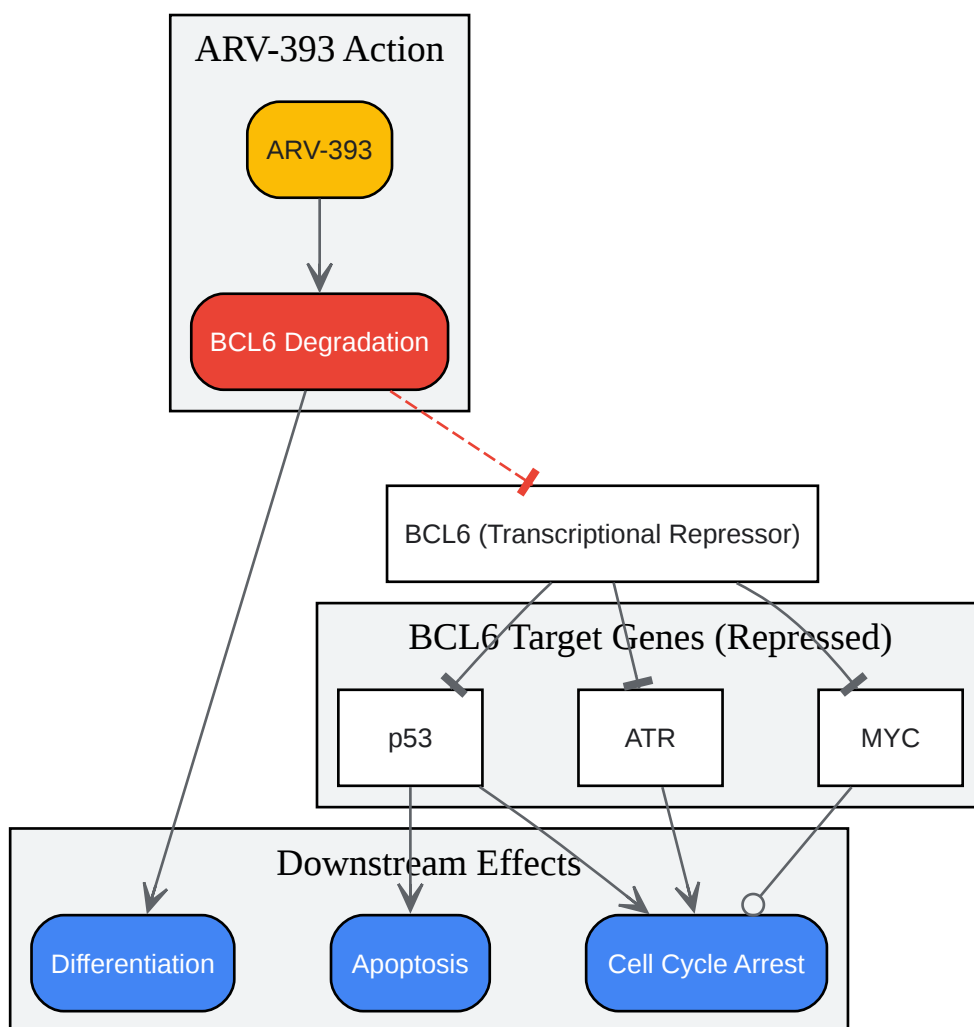 ARV-393 Action
ARV-393
BCL6 Degradation
BCL6 (Transcriptional Repressor)
BCL6 Target Genes (Repressed)
p53
ATR
MYC
Downstream Effects
Differentiation
Apoptosis
Cell Cycle Arrest